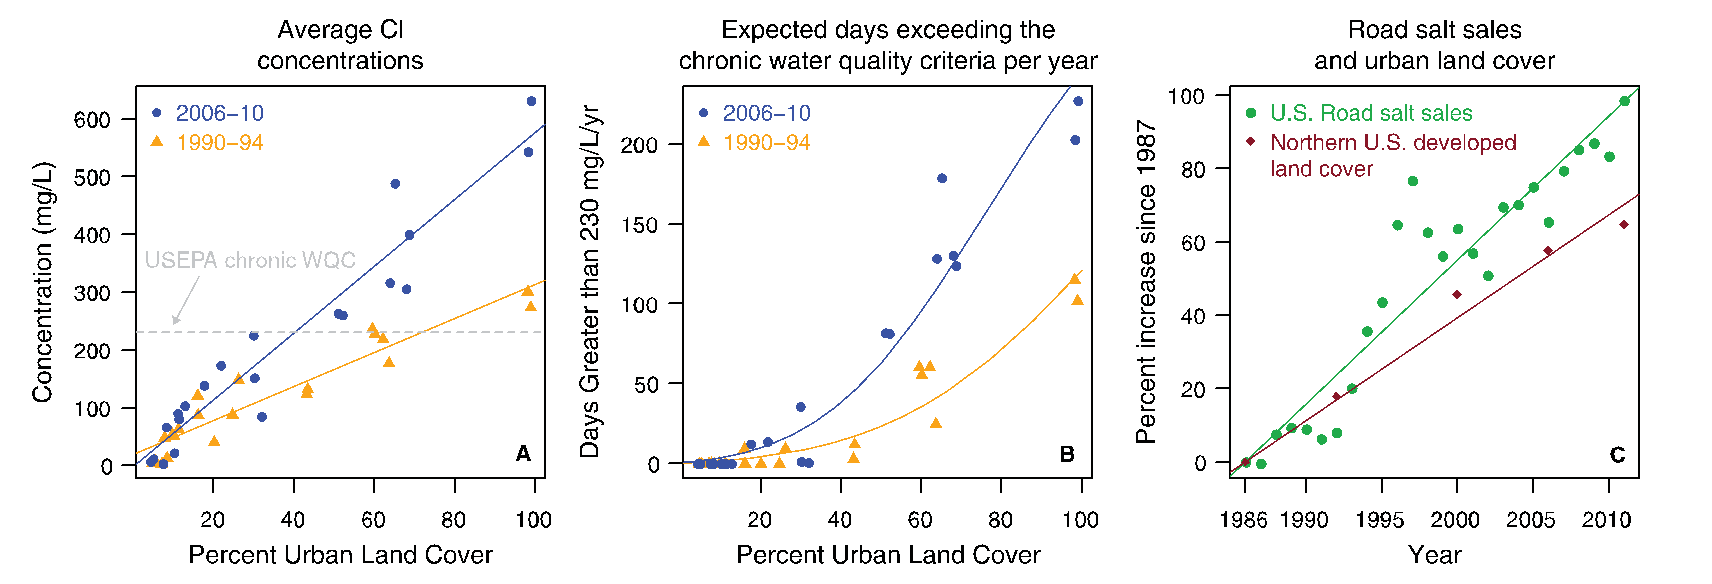 Average Cl
concentrations
Concentration (mg/L)
600
500
400
300
200
100
0
2006−10
1990−94
USEPA chronic WQC
A
20 40 60 80 100
Percent Urban Land Cover
Expected days exceeding the
chronic water quality criteria per year
Days Greater than 230 mg/L/yr
200
150
100
50
0
2006−10
1990−94
B
20 40 60 80 100
Percent Urban Land Cover
Road salt sales
and urban land cover
Percent increase since 1987
100
80
60
40
20
0
U.S. Road salt sales
Northern U.S. developed
land cover
C
1986 1990 1995 2000 2005 2010
Year